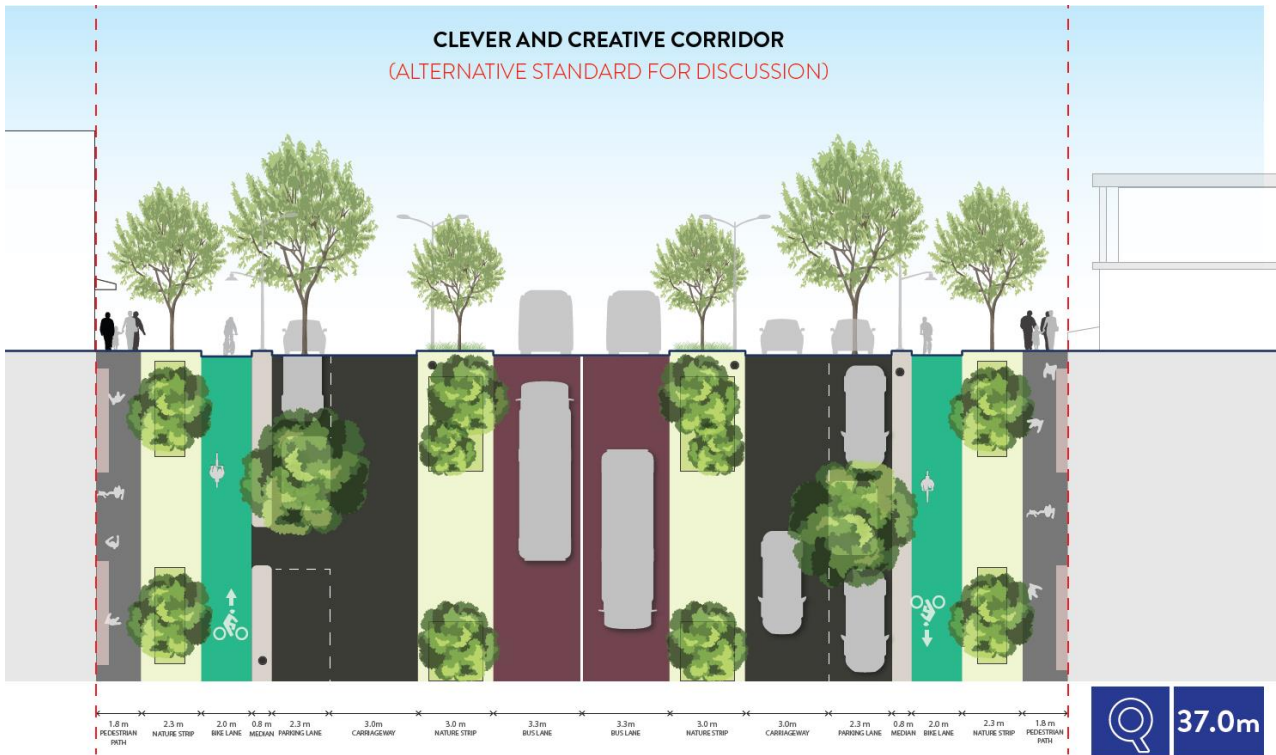 CLEVER AND CREATIVE CORRIDOR
(ALTERNATIVE STANDARD FOR DISCUSSION)
1.8 m 2.3 m 2.0 m 0.8 m 2.3 m 3.0m 3.0 m 3.3m 3.3m 3.0 m 3.0m 2.3 m 0.8 m 2.0 m 2.3 m 1.8 m
PEDESTRIAN NATURE STRIP BIKE LANE MEDIAN PARKING LANE CARRIAGEWAY NATURE STRIP BUS LANE BUS LANE NATURE STRIP CARRIAGEWAY PARKING LANE MEDIAN BIKE LANE NATURE STRIP PEDESTRIAN
PATH PATH
37.0m